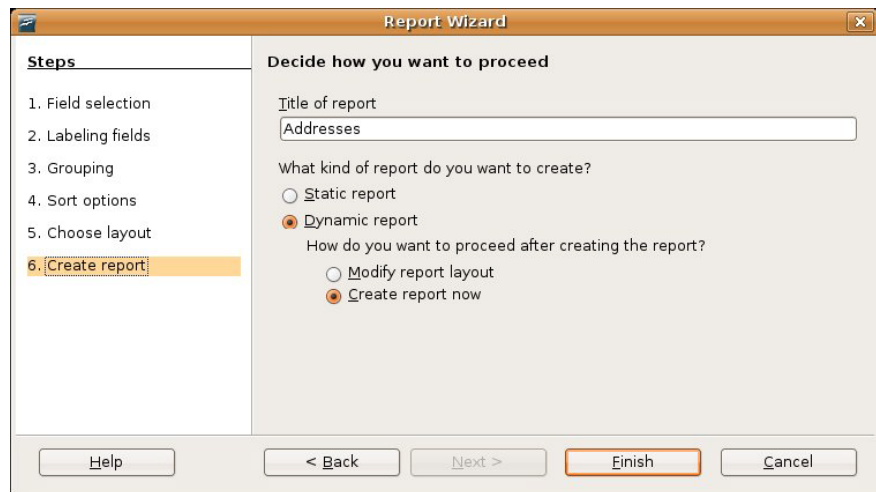 Report Wizard
Steps
1. Field selection
2. Labeling fields
3. Grouping
4. Sort options
5. Choose layout
6. Create report
Decide how you want to proceed
Title of report
Addresses
What kind of report do you want to create?
Static report
Dynamic report
How do you want to proceed after creating the report?
Modify report layout
Create report now
Help
< Back
Next >
Finish
Cancel